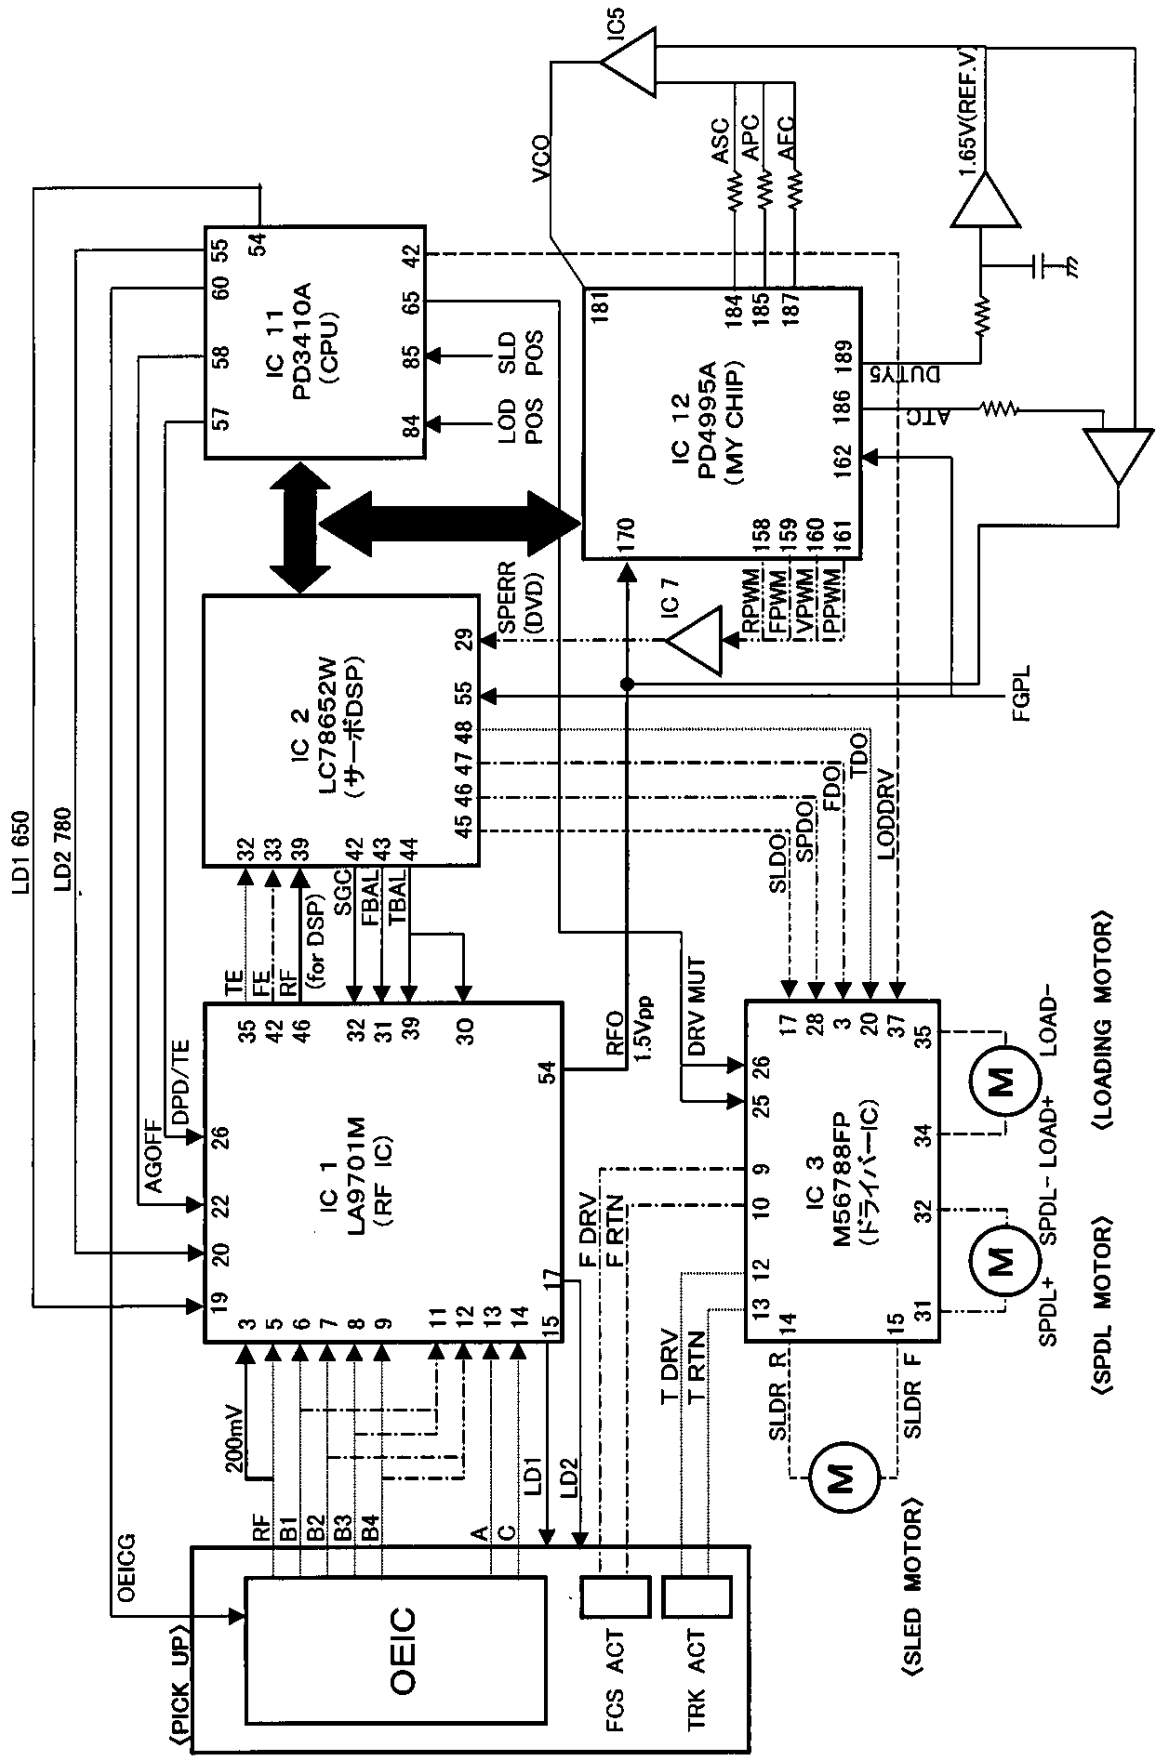 LD1 650
LD2 780
OEICG
AGOFF
DPD/TE
〈PICK UP〉
OEIC
FCS ACT
TRK ACT
RF
B1
B2
B3
B4
A
C
LD1
LD2
200mV
19
20
22
26
3
5
6
7
8
9
11
12
13
14
15
17
IC 1
LA9701M
(RF IC)
35
42
46
32
31
39
30
54
TE
FE
RF
(for DSP)
SGC
FBAL
TBAL
32
33
39
42
43
44
IC 2
LC78652W
(サーボDSP)
45
46
47
48
55
29
SPERR
(DVD)
57
58
60
55
54
IC 11
PD3410A
(CPU)
84
85
65
42
LOD
POS
SLD
POS
VCO
IC5
ASC
APC
AFC
181
184
185
187
IC 12
PD4995A
(MY CHIP)
170
158
159
160
161
162
186
189
RPWM
FPWM
VPWM
PPWM
IC 7
ATC
DUTY5
1.65V(REF.V)
FGPL
RFO
1.5Vpp
DRV MUT
SLDO
SPDO
FDO
TDO
LODDRV
F DRV
F RTN
T DRV
T RTN
13
12
10
9
25
26
14
15
IC 3
M56788FP
(ドライバーIC)
17
28
3
20
37
31
32
34
35
SLDR R
SLDR F
M
〈SLED MOTOR〉
M
SPDL+
SPDL-
〈SPDL MOTOR〉
M
LOAD+
LOAD-
〈LOADING MOTOR〉